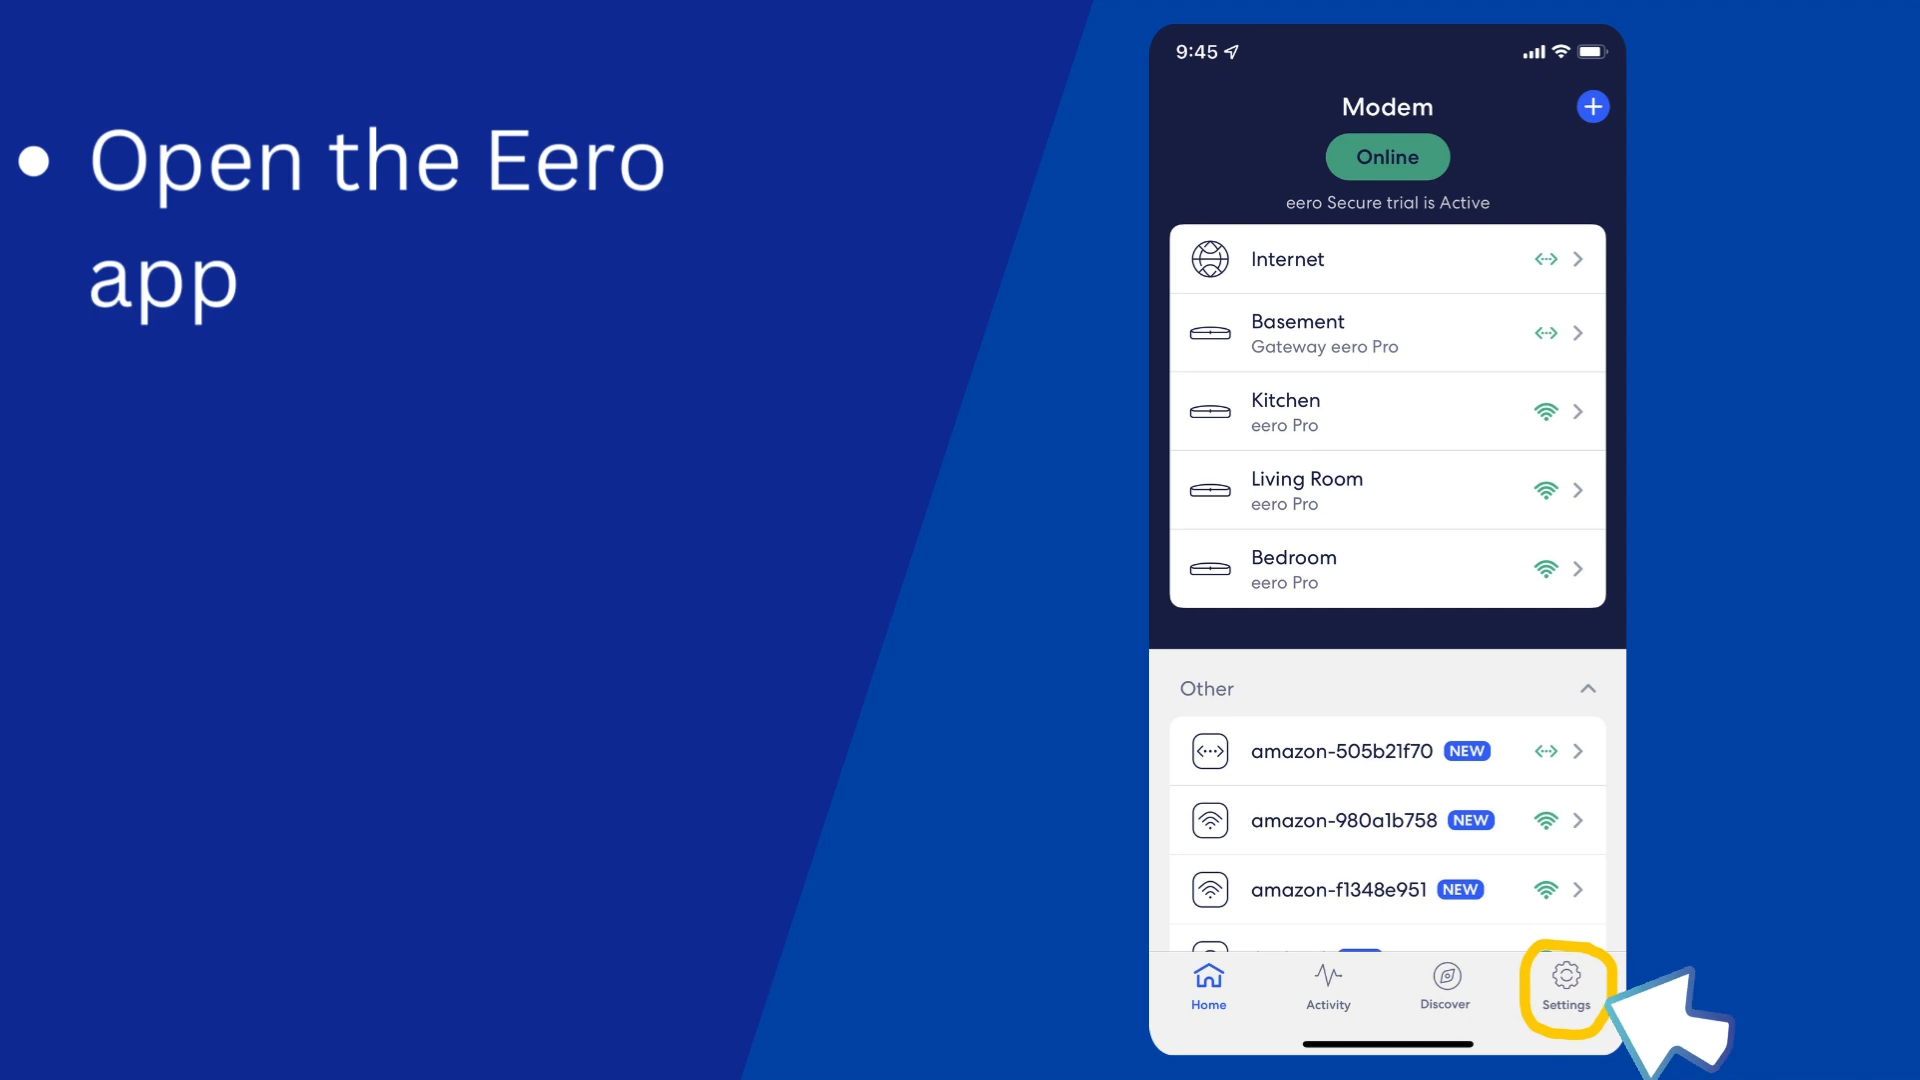 • Open the Eero
app
9:45
Modem
Online
eero Secure trial is Active
Internet
Basement
Gateway eero Pro
Kitchen
eero Pro
Living Room
eero Pro
Bedroom
eero Pro
Other
amazon-505b21f70 NEW
amazon-980a1b758 NEW
amazon-f1348e951 NEW
Home Activity Discover Settings